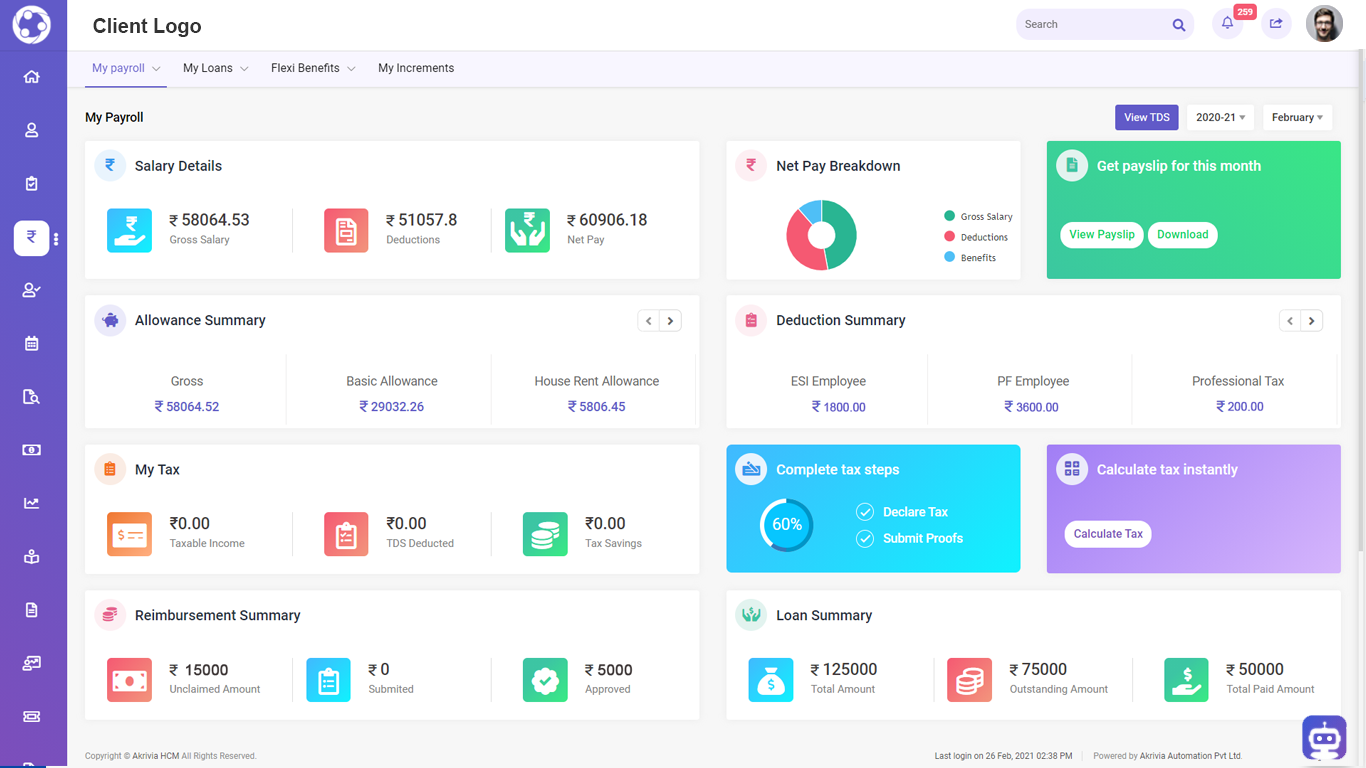 Client Logo
Search
259
My payroll
My Loans
Flexi Benefits
My Increments
My Payroll
View TDS
2020-21
February
Salary Details
₹ 58064.53
Gross Salary
₹ 51057.8
Deductions
₹ 60906.18
Net Pay
Net Pay Breakdown
Gross Salary
Deductions
Benefits
Get payslip for this month
View Payslip
Download
Allowance Summary
Gross
₹ 58064.52
Basic Allowance
₹ 29032.26
House Rent Allowance
₹ 5806.45
Deduction Summary
ESI Employee
₹ 1800.00
PF Employee
₹ 3600.00
Professional Tax
₹ 200.00
My Tax
₹0.00
Taxable Income
₹0.00
TDS Deducted
₹0.00
Tax Savings
Complete tax steps
60%
Declare Tax
Submit Proofs
Calculate tax instantly
Calculate Tax
Reimbursement Summary
₹ 15000
Unclaimed Amount
₹ 0
Submited
₹ 5000
Approved
Loan Summary
₹ 125000
Total Amount
₹ 75000
Outstanding Amount
₹ 50000
Total Paid Amount
Copyright © Akrivia HCM All Rights Reserved.
Last login on 26 Feb, 2021 02:38 PM
Powered by Akrivia Automation Pvt Ltd.